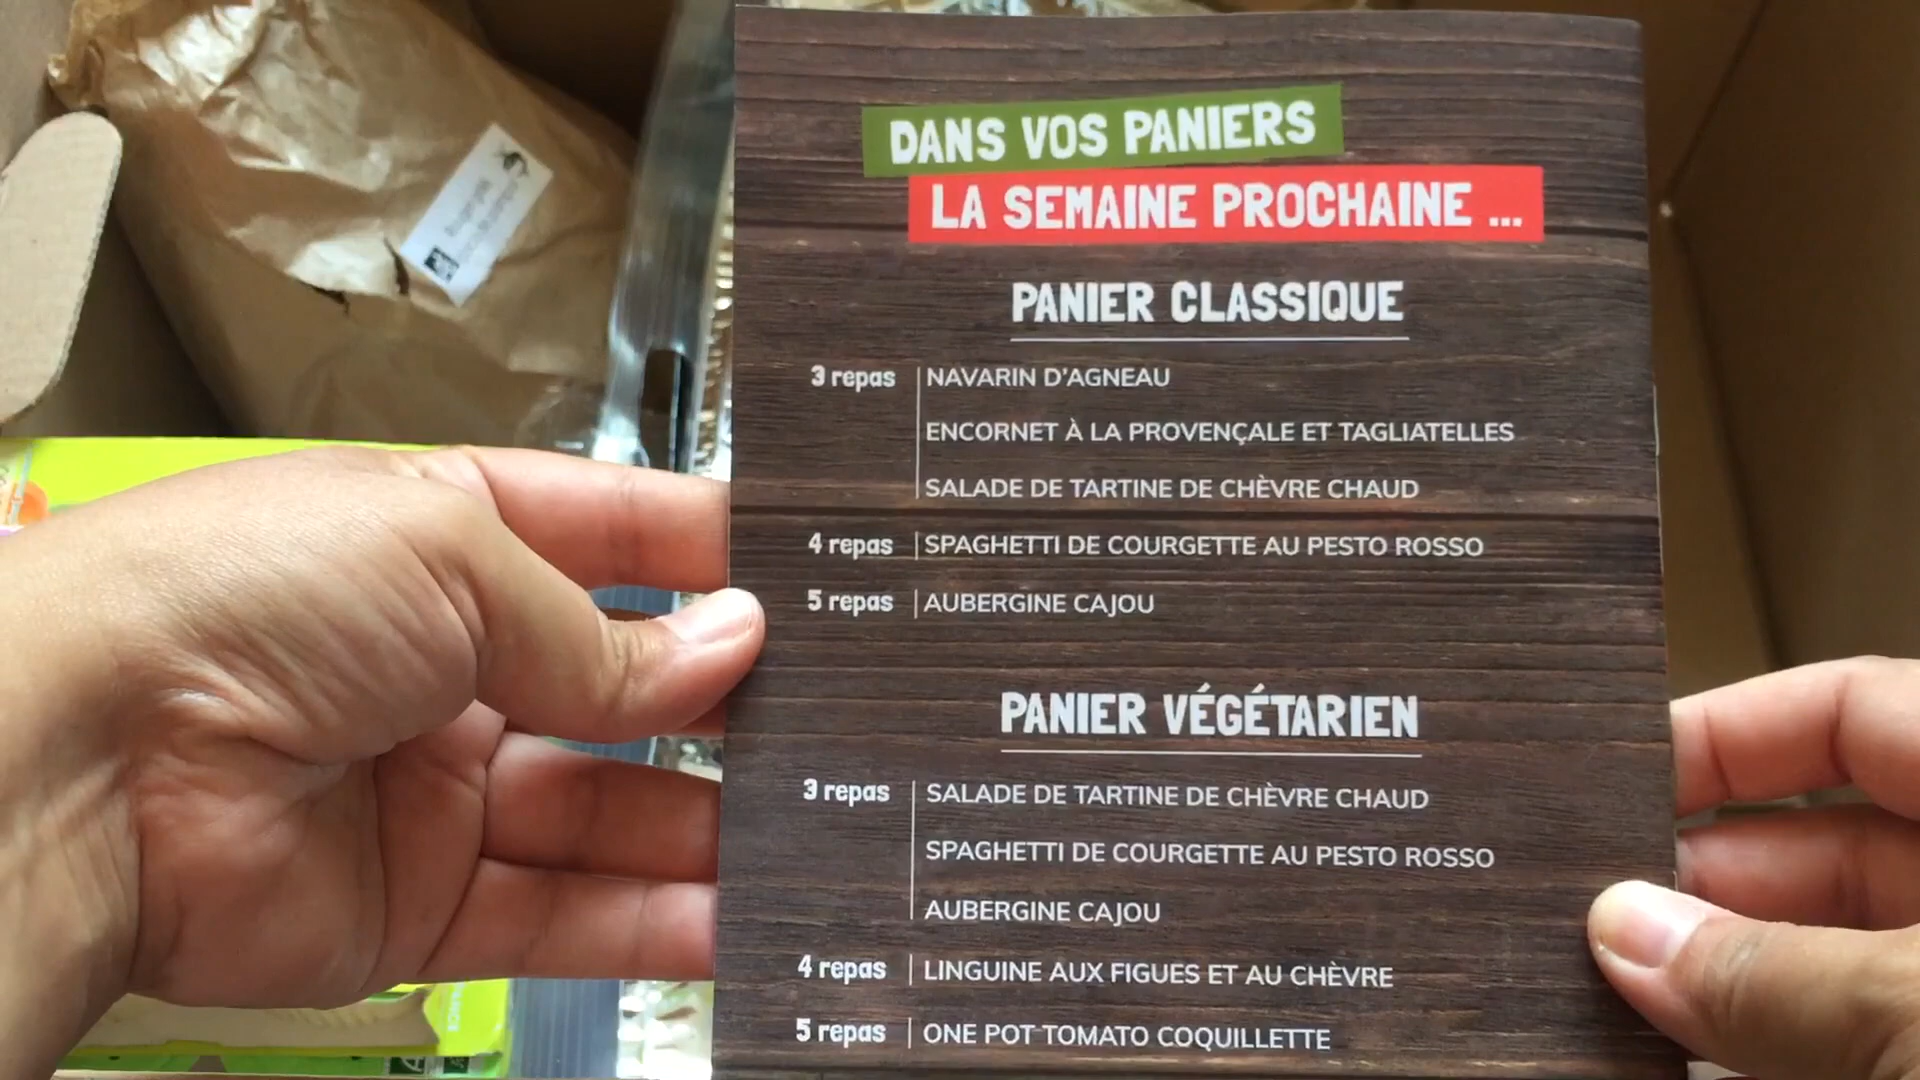 DANS VOS PANIERS
LA SEMAINE PROCHAINE ...
PANIER CLASSIQUE
3 repas NAVARIN D'AGNEAU
ENCORNET À LA PROVENÇALE ET TAGLIATELLES
SALADE DE TARTINE DE CHÈVRE CHAUD
4 repas SPAGHETTI DE COURGETTE AU PESTO ROSSO
5 repas AUBERGINE CAJOU
PANIER VÉGÉTARIEN
3 repas SALADE DE TARTINE DE CHÈVRE CHAUD
SPAGHETTI DE COURGETTE AU PESTO ROSSO
AUBERGINE CAJOU
4 repas LINGUINE AUX FIGUES ET AU CHÈVRE
5 repas ONE POT TOMATO COQUILLETTE